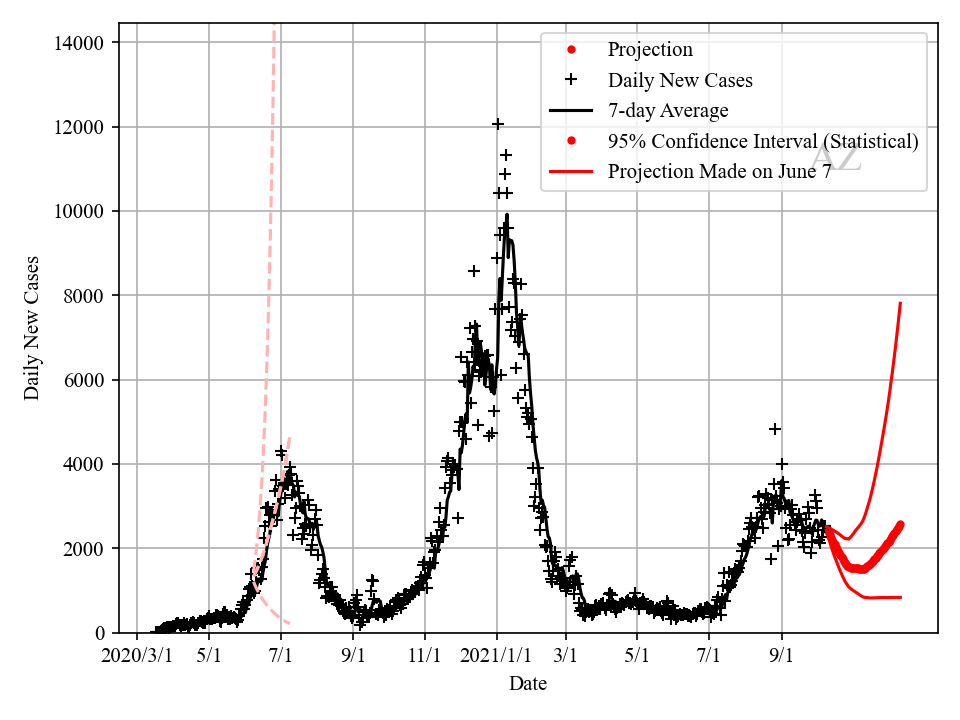 14000
12000
10000
8000
6000
4000
2000
0
Daily New Cases
Projection
Daily New Cases
7-day Average
95% Confidence Interval (Statistical)
Projection Made on June 7
AZ
2020/3/1 5/1 7/1 9/1 11/1 2021/1/1 3/1 5/1 7/1 9/1
Date